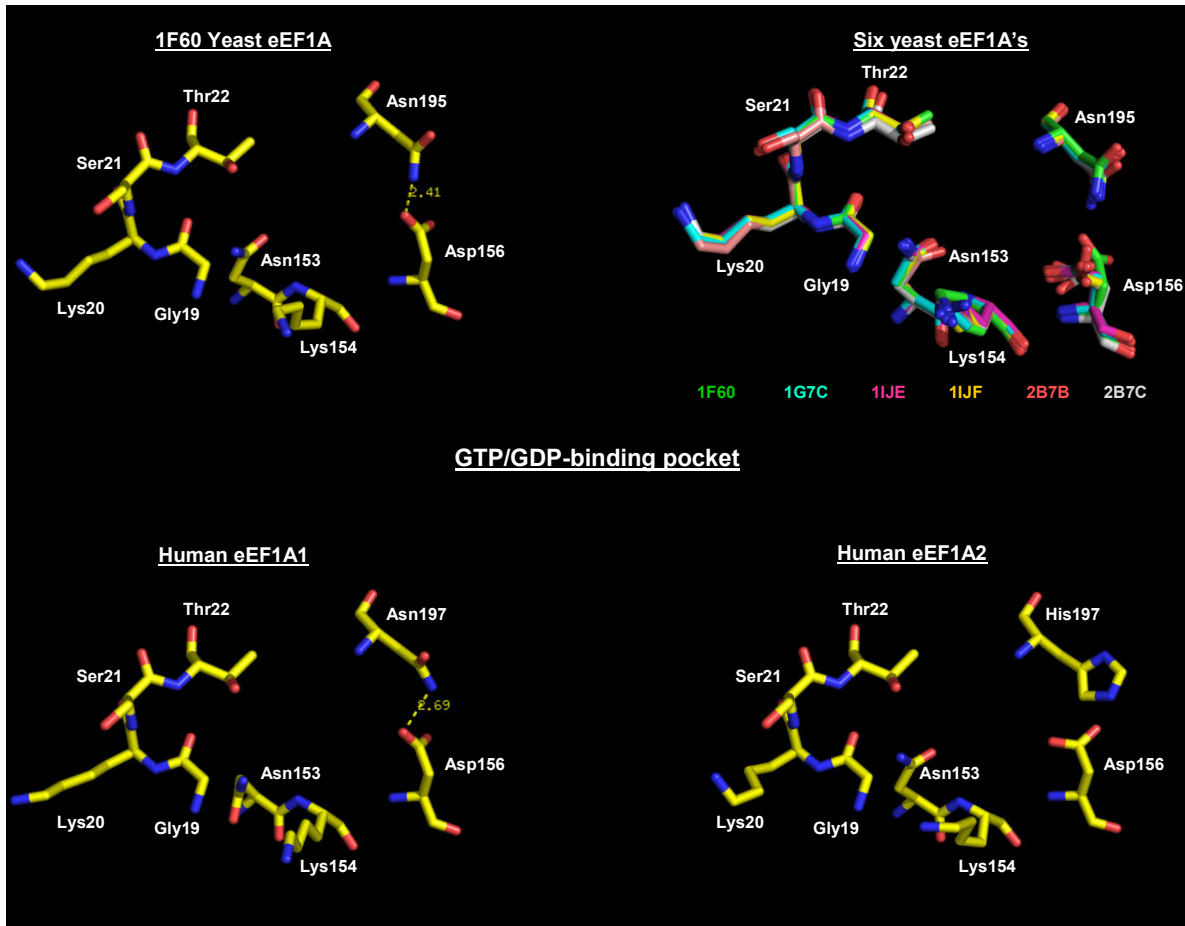 1F60 Yeast eEF1A
Thr22
Asn195
Ser21
2.41
Asn153
Asp156
Lys20
Gly19
Lys154
Six yeast eEF1A's
Thr22
Ser21
Asn195
Lys20
Gly19
Asn153
Asp156
Lys154
1F60 1G7C 1IJE 1IJF 2B7B 2B7C
GTP/GDP-binding pocket
Human eEF1A1
Thr22
Asn197
Ser21
2.69
Asn153
Asp156
Lys20
Gly19
Lys154
Human eEF1A2
Thr22
His197
Ser21
Asn153
Asp156
Lys20
Gly19
Lys154